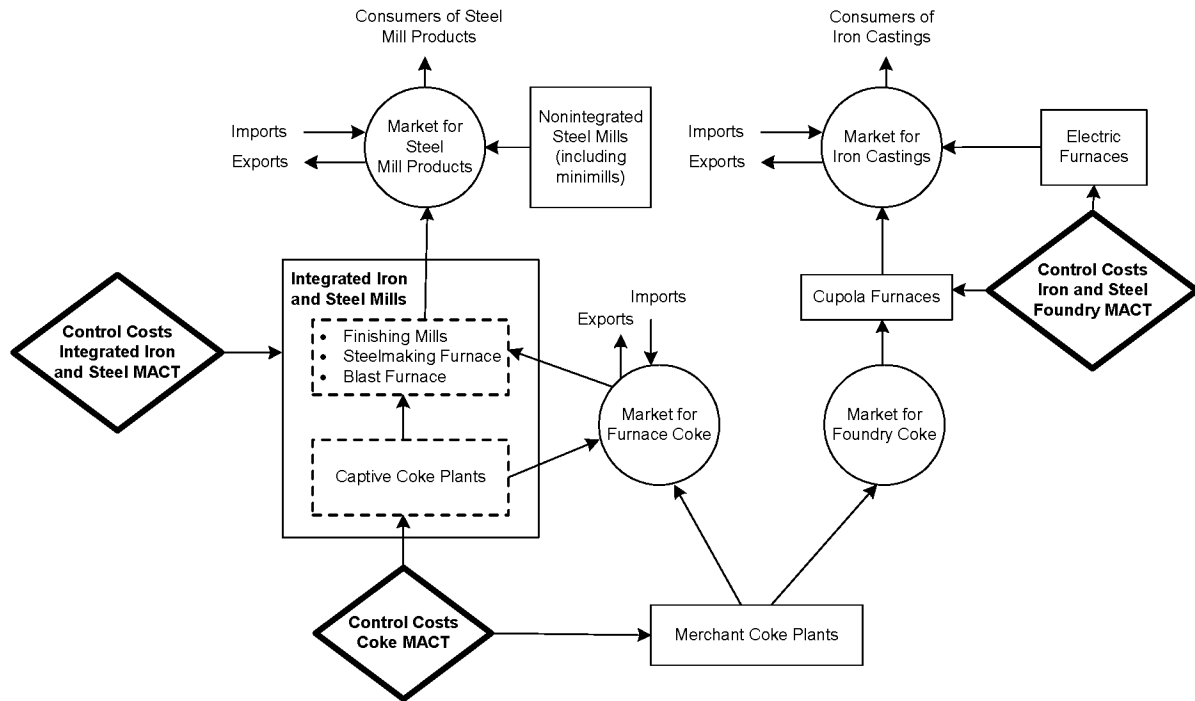 Consumers of Steel
Mill Products
Consumers of
Iron Castings
Imports
Exports
Market for
Steel
Mill Products
Nonintegrated
Steel Mills
(including
minimills)
Imports
Exports
Market for
Iron Castings
Electric
Furnaces
Control Costs
Integrated Iron
and Steel MACT
Integrated Iron
and Steel Mills
• Finishing Mills
• Steelmaking Furnace
• Blast Furnace
Captive Coke Plants
Imports
Exports
Market for
Furnace Coke
Cupola Furnaces
Control Costs
Iron and Steel
Foundry MACT
Market for
Foundry Coke
Control Costs
Coke MACT
Merchant Coke Plants